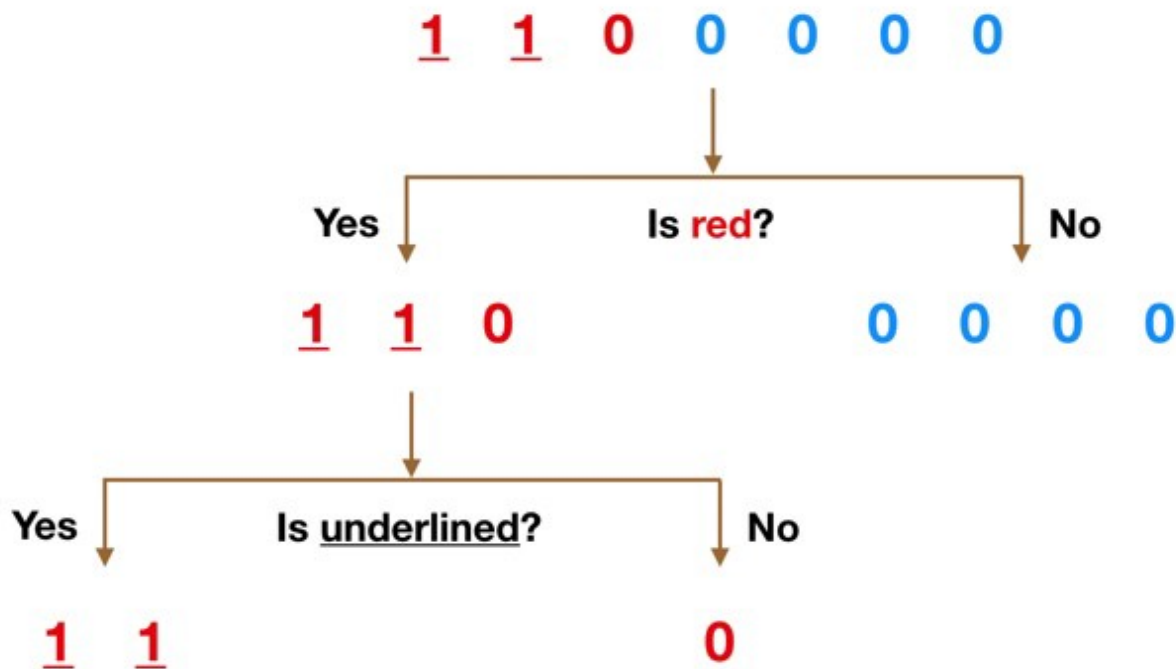 1 1 0 0 0 0 0
Yes Is red? No
1 1 0 0 0 0 0
Yes Is underlined? No
1 1 0